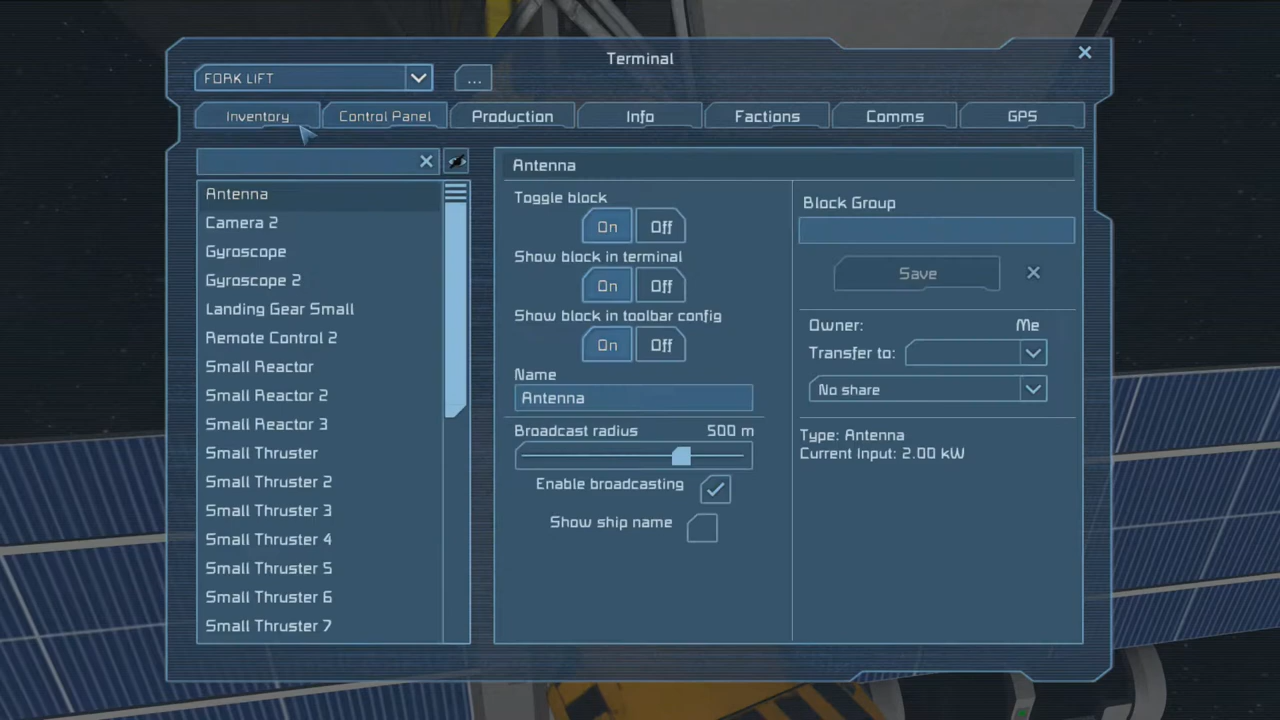 Terminal
FORK LIFT
...
Inventory
Control Panel
Production
Info
Factions
Comms
GPS
Antenna
Camera 2
Gyroscope
Gyroscope 2
Landing Gear Small
Remote Control 2
Small Reactor
Small Reactor 2
Small Reactor 3
Small Thruster
Small Thruster 2
Small Thruster 3
Small Thruster 4
Small Thruster 5
Small Thruster 6
Small Thruster 7
Antenna
Toggle block
On Off
Show block in terminal
On Off
Show block in toolbar config
On Off
Name
Antenna
Broadcast radius 500 m
Enable broadcasting
Show ship name
Block Group
Save
Owner: Me
Transfer to:
No share
Type: Antenna
Current Input: 2.00 kW